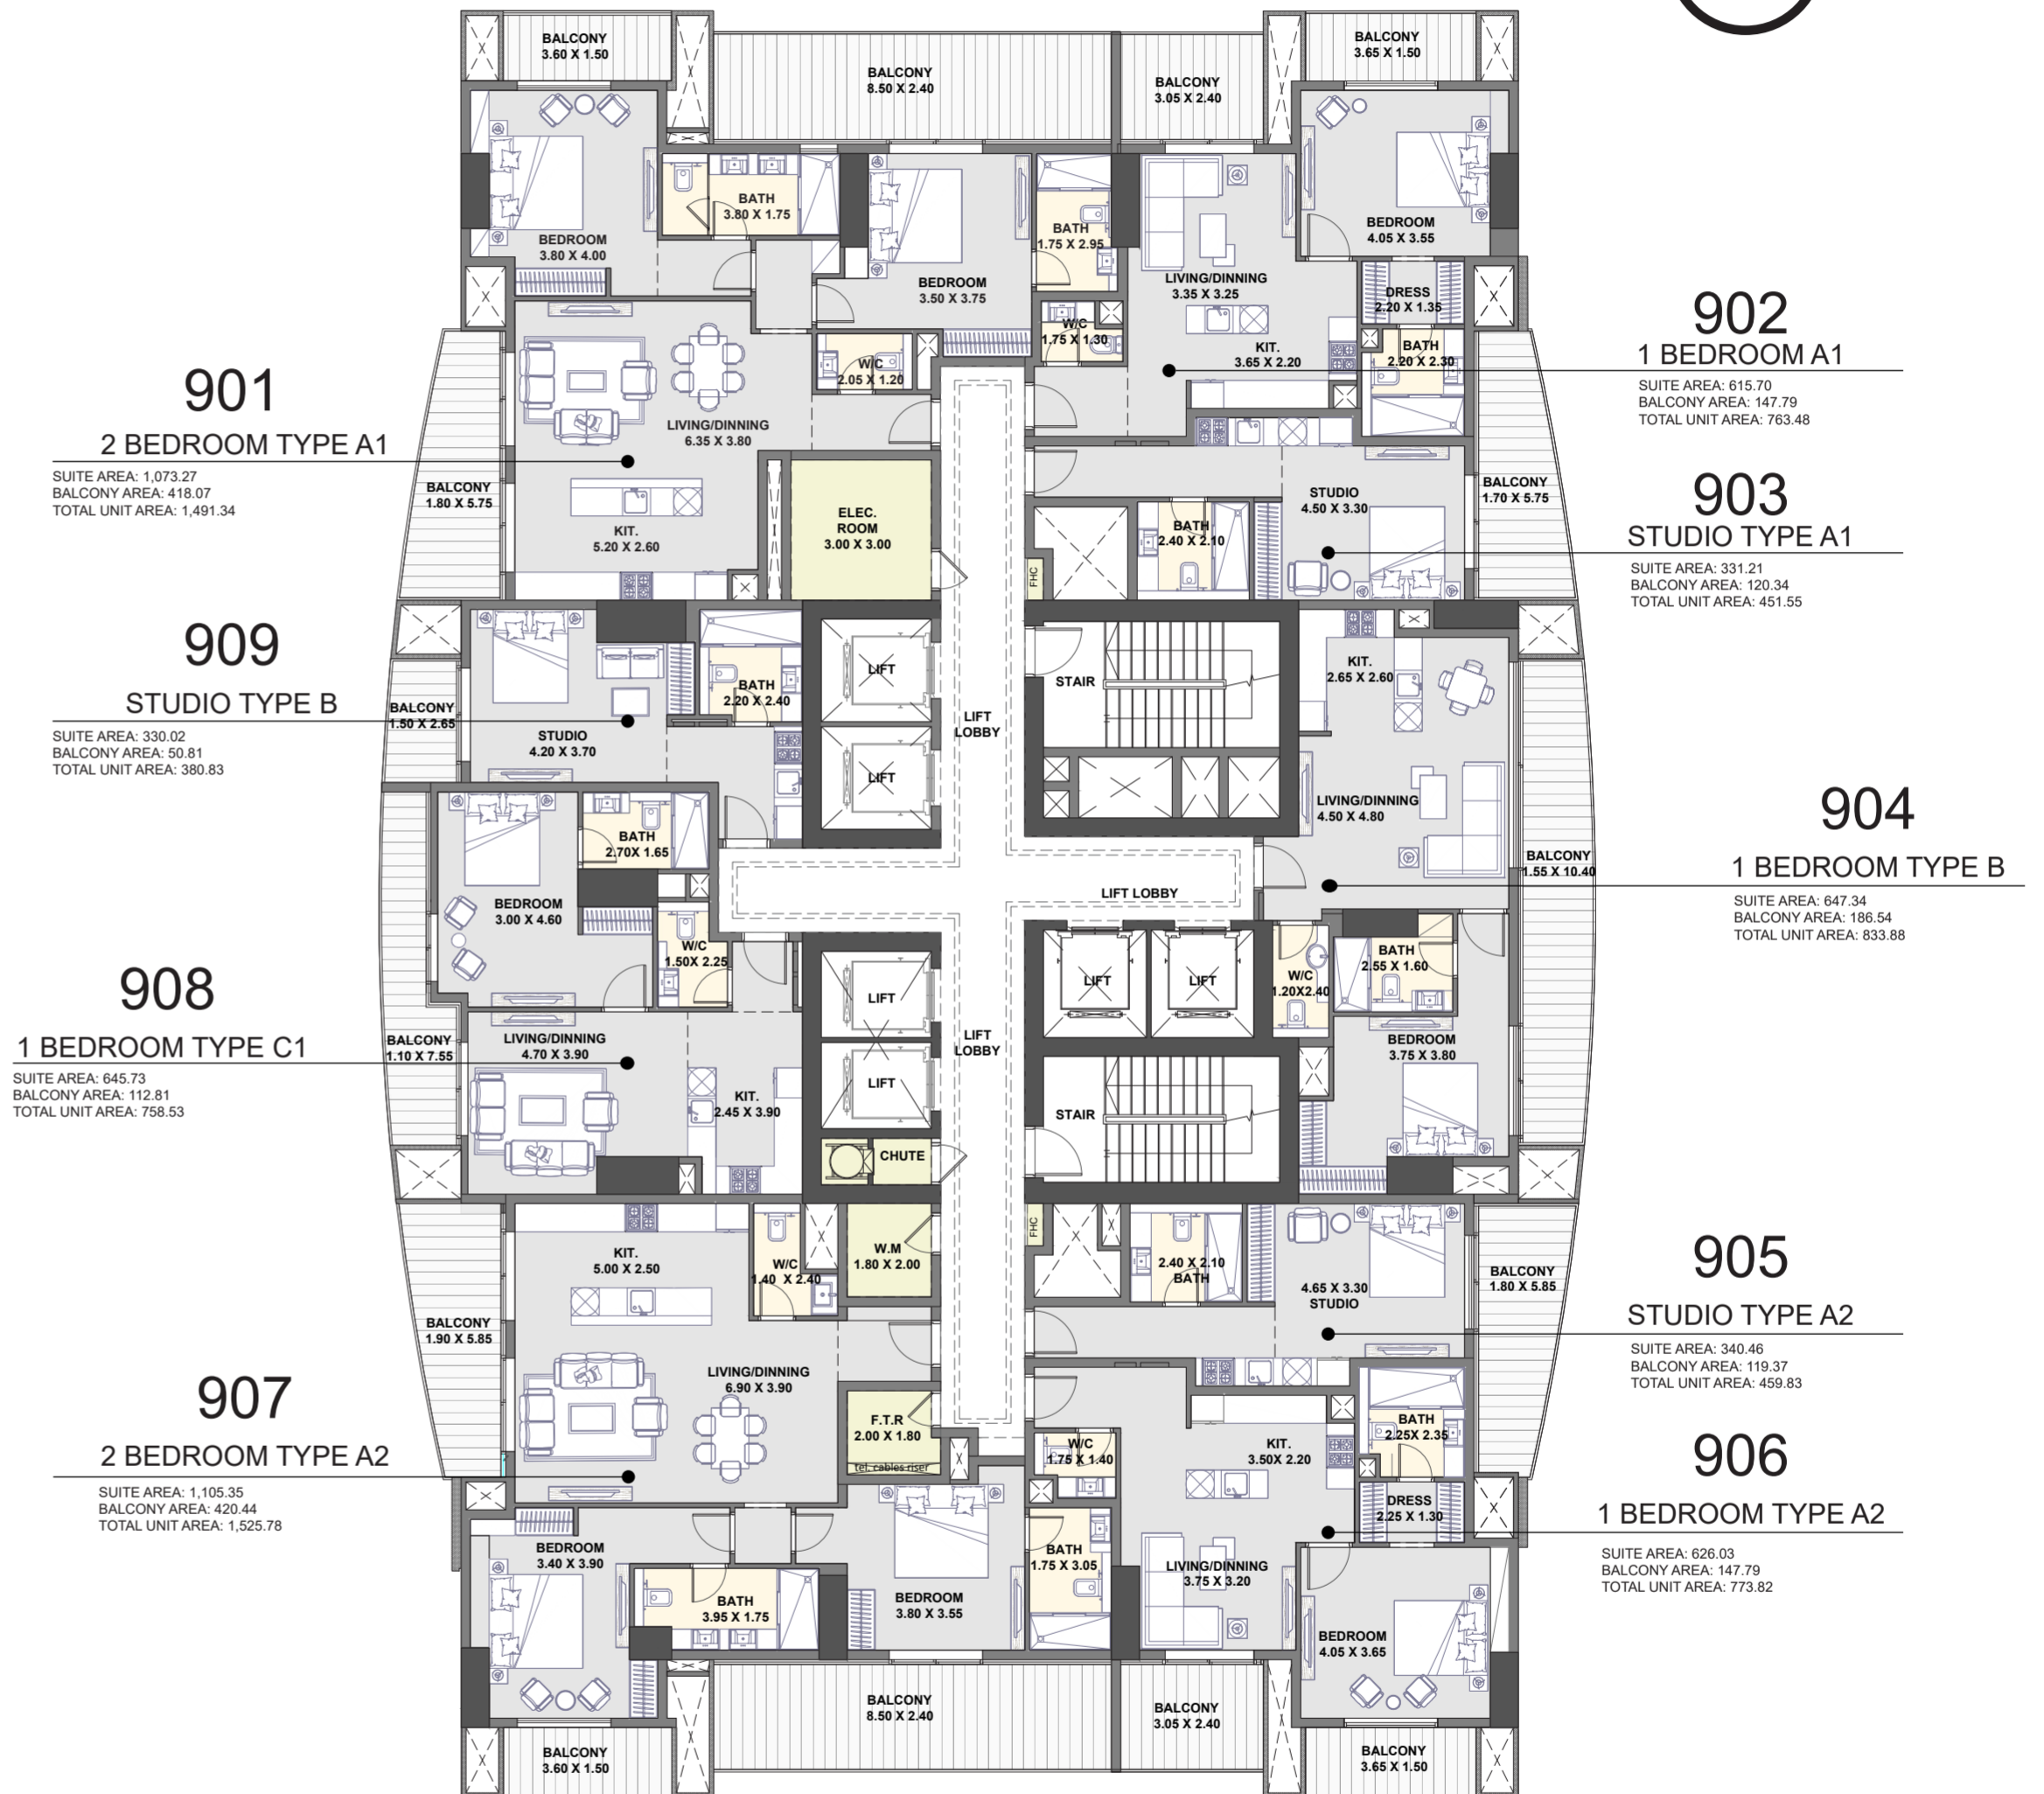 BALCONY
3.60 X 1.50
BALCONY
8.50 X 2.40
BALCONY
3.05 X 2.40
BALCONY
3.65 X 1.50
BATH
3.80 X 1.75
BEDROOM
3.80 X 4.00
BEDROOM
3.50 X 3.75
BATH
1.75 X 2.95
LIVING/DINNING
3.35 X 3.25
BEDROOM
4.05 X 3.55
DRESS
2.20 X 1.35
W/C
1.75 X 1.30
KIT.
3.65 X 2.20
BATH
2.20 X 2.30
W/C
2.05 X 1.20
902
1 BEDROOM A1
SUITE AREA: 615.70
BALCONY AREA: 147.79
TOTAL UNIT AREA: 763.48
901
2 BEDROOM TYPE A1
SUITE AREA: 1,073.27
BALCONY AREA: 418.07
TOTAL UNIT AREA: 1,491.34
LIVING/DINNING
6.35 X 3.80
BALCONY
1.80 X 5.75
KIT.
5.20 X 2.60
ELEC.
ROOM
3.00 X 3.00
FHC
BATH
2.40 X 2.10
STUDIO
4.50 X 3.30
BALCONY
1.70 X 5.75
903
STUDIO TYPE A1
SUITE AREA: 331.21
BALCONY AREA: 120.34
TOTAL UNIT AREA: 451.55
909
STUDIO TYPE B
SUITE AREA: 330.02
BALCONY AREA: 50.81
TOTAL UNIT AREA: 380.83
BALCONY
1.50 X 2.65
STUDIO
4.20 X 3.70
BATH
2.20 X 2.40
LIFT
LIFT
LIFT
LOBBY
STAIR
KIT.
2.65 X 2.60
LIVING/DINNING
4.50 X 4.80
BALCONY
1.55 X 10.40
904
1 BEDROOM TYPE B
SUITE AREA: 647.34
BALCONY AREA: 186.54
TOTAL UNIT AREA: 833.88
BATH
2.70X 1.65
BEDROOM
3.00 X 4.60
W/C
1.50X 2.25
LIFT LOBBY
LIFT
LIFT
W/C
1.20X2.40
BATH
2.55 X 1.60
BEDROOM
3.75 X 3.80
908
1 BEDROOM TYPE C1
SUITE AREA: 645.73
BALCONY AREA: 112.81
TOTAL UNIT AREA: 758.53
BALCONY
1.10 X 7.55
LIVING/DINNING
4.70 X 3.90
KIT.
2.45 X 3.90
LIFT
LIFT
LIFT
LOBBY
STAIR
CHUTE
KIT.
5.00 X 2.50
W/C
1.40 X 2.40
W.M
1.80 X 2.00
FHC
2.40 X 2.10
BATH
4.65 X 3.30
STUDIO
BALCONY
1.80 X 5.85
905
STUDIO TYPE A2
SUITE AREA: 340.46
BALCONY AREA: 119.37
TOTAL UNIT AREA: 459.83
BALCONY
1.90 X 5.85
LIVING/DINNING
6.90 X 3.90
F.T.R
2.00 X 1.80
tel. cables riser
907
2 BEDROOM TYPE A2
SUITE AREA: 1,105.35
BALCONY AREA: 420.44
TOTAL UNIT AREA: 1,525.78
W/C
1.75 X 1.40
KIT.
3.50X 2.20
BATH
2.25X 2.35
DRESS
2.25 X 1.30
906
1 BEDROOM TYPE A2
SUITE AREA: 626.03
BALCONY AREA: 147.79
TOTAL UNIT AREA: 773.82
BEDROOM
3.40 X 3.90
BATH
3.95 X 1.75
BEDROOM
3.80 X 3.55
BATH
1.75 X 3.05
LIVING/DINNING
3.75 X 3.20
BEDROOM
4.05 X 3.65
BALCONY
3.60 X 1.50
BALCONY
8.50 X 2.40
BALCONY
3.05 X 2.40
BALCONY
3.65 X 1.50